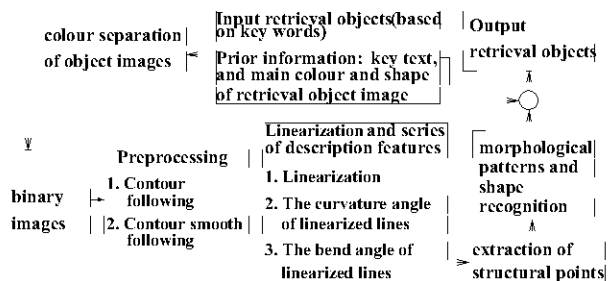 Input retrieval objects(based
on key words)
Prior information: key text,
and main colour and shape
of retrieval object image
colour separation
of object images
Output
retrieval objects
binary
images
Preprocessing
1. Contour
following
2. Contour smooth
following
Linearization and series
of description features
1. Linearization
2. The curvature angle
of linearized lines
3. The bend angle of
linearized lines
morphological
patterns and
shape
recognition
extraction of
structural points